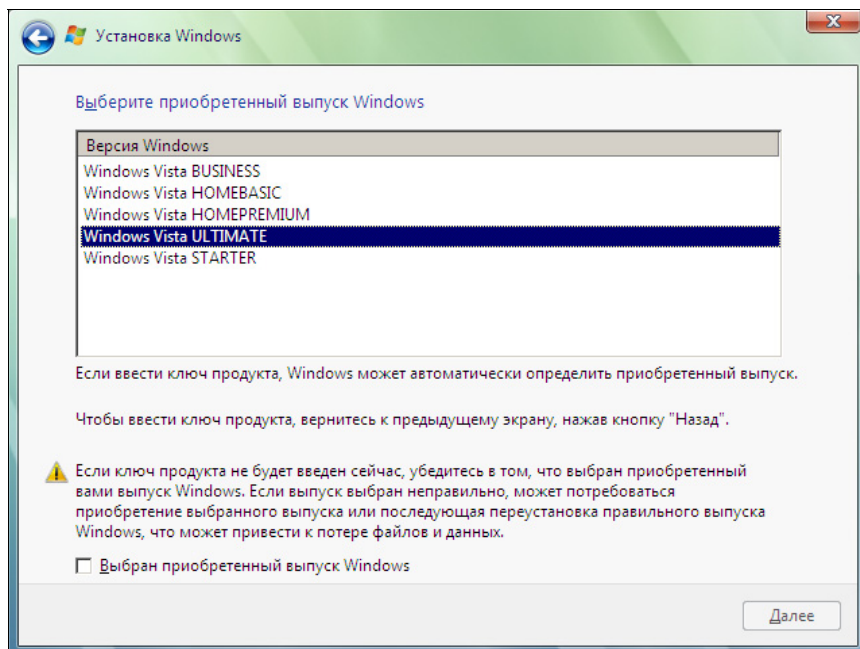 Установка Windows
Выберите приобретенный выпуск Windows
Версия Windows
Windows Vista BUSINESS
Windows Vista HOMEBASIC
Windows Vista HOMEPREMIUM
Windows Vista ULTIMATE
Windows Vista STARTER
Если ввести ключ продукта, Windows может автоматически определить приобретенный выпуск.
Чтобы ввести ключ продукта, вернитесь к предыдущему экрану, нажав кнопку "Назад".
Если ключ продукта не будет введен сейчас, убедитесь в том, что выбран приобретенный
вами выпуск Windows. Если выпуск выбран неправильно, может потребоваться
приобретение выбранного выпуска или последующая переустановка правильного выпуска
Windows, что может привести к потере файлов и данных.
Выбран приобретенный выпуск Windows
Далее